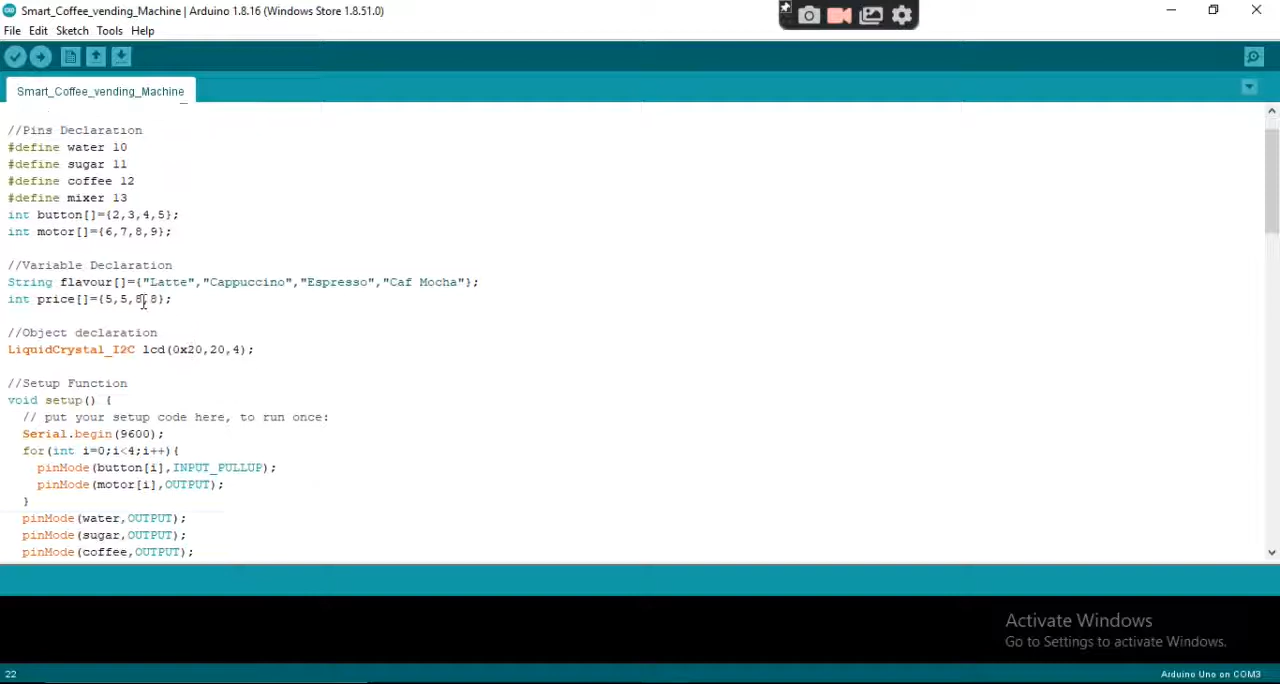 Smart_Coffee_vending_Machine | Arduino 1.8.16 (Windows Store 1.8.51.0)
File Edit Sketch Tools Help
Smart_Coffee_vending_Machine
//Pins Declaration
#define water 10
#define sugar 11
#define coffee 12
#define mixer 13
int button[]={2,3,4,5};
int motor[]={6,7,8,9};
//Variable Declaration
String flavour[]={"Latte","Cappuccino","Espresso","Caf Mocha"};
int price[]={5,5,8,8};
//Object declaration
LiquidCrystal_I2C lcd(0x20,20,4);
//Setup Function
void setup() {
// put your setup code here, to run once:
Serial.begin(9600);
for(int i=0;i<4;i++){
pinMode(button[i],INPUT_PULLUP);
pinMode(motor[i],OUTPUT);
}
pinMode(water,OUTPUT);
pinMode(sugar,OUTPUT);
pinMode(coffee,OUTPUT);
Activate Windows
Go to Settings to activate Windows.
22 Arduino Uno on COM3